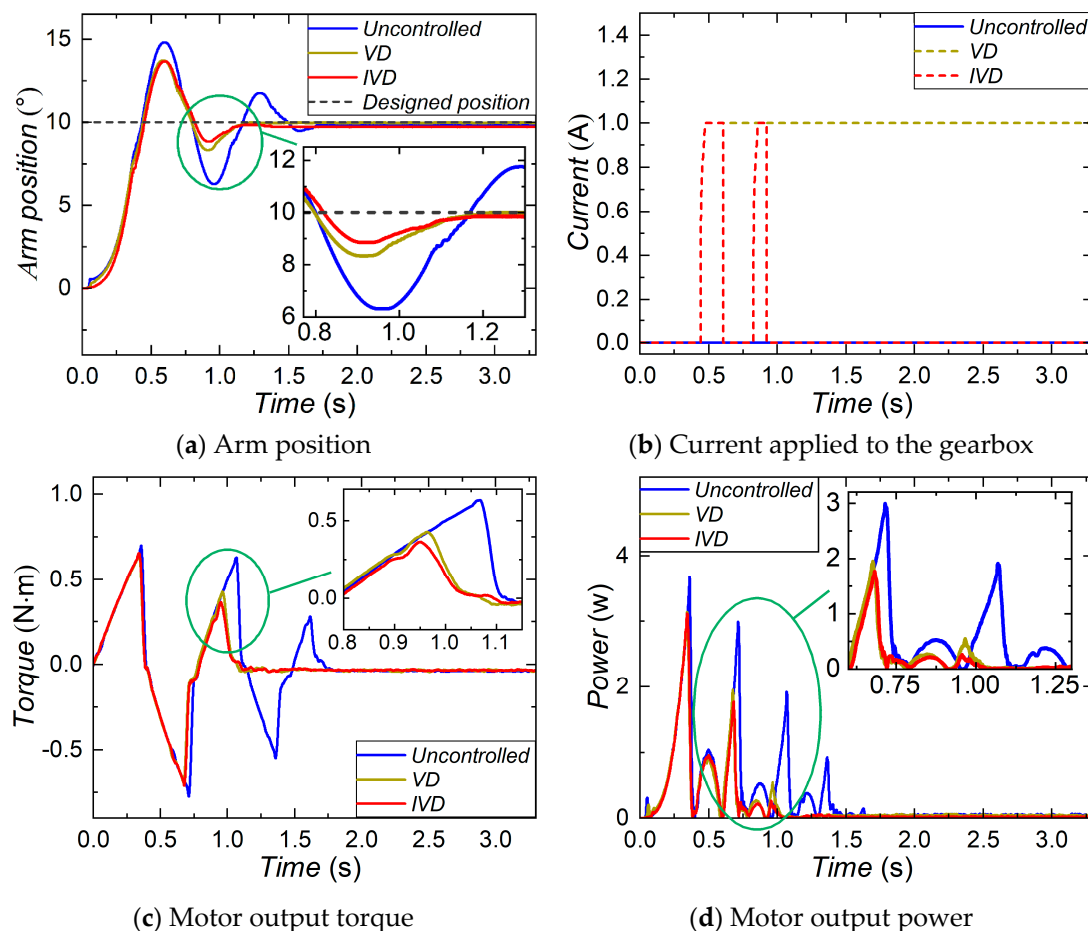 Uncontrolled
VD
IVD
Designed position
Arm position (°)
15
10
5
0
12
10
8
6
0.8
1.0
1.2
0.0 0.5 1.0 1.5 2.0 2.5 3.0
Time (s)
(a) Arm position
Uncontrolled
VD
IVD
Current (A)
1.4
1.2
1.0
0.8
0.6
0.4
0.2
0.0
0.0 0.5 1.0 1.5 2.0 2.5 3.0
Time (s)
(b) Current applied to the gearbox
Torque (N·m)
1.0
0.5
0.0
-0.5
0.5
0.0
0.8 0.9 1.0 1.1
Uncontrolled
VD
IVD
0.0 0.5 1.0 1.5 2.0 2.5 3.0
Time (s)
(c) Motor output torque
Uncontrolled
VD
IVD
Power (w)
4
2
0
3
2
1
0
0.75 1.00 1.25
0.0 0.5 1.0 1.5 2.0 2.5 3.0
Time (s)
(d) Motor output power